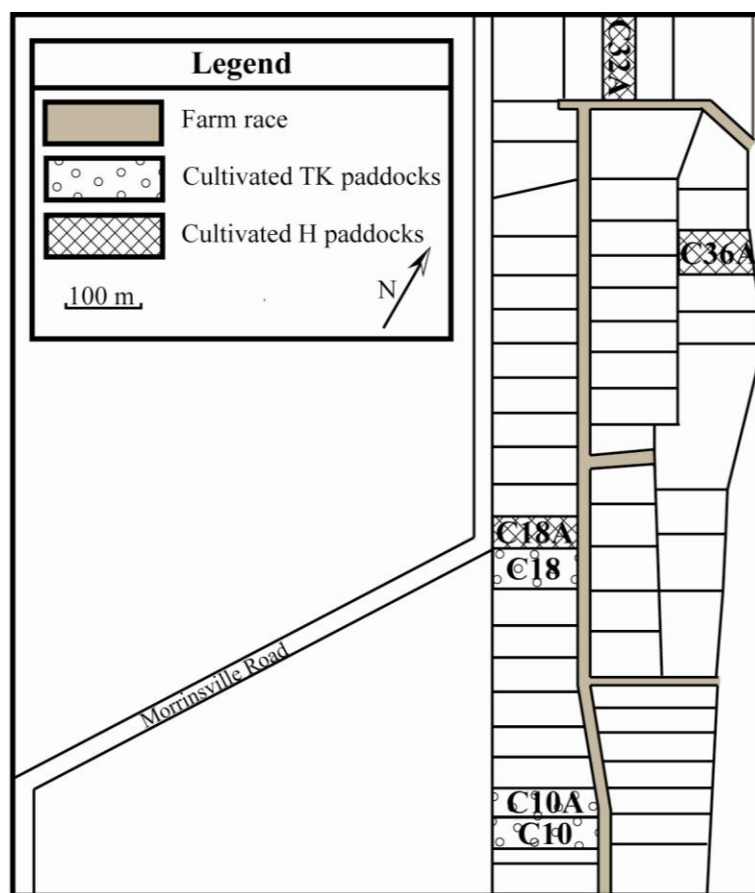 Legend
Farm race
Cultivated TK paddocks
Cultivated H paddocks
100 m
N
C32A
C36A
C18A
C18
Morrinsville Road
C10A
C10